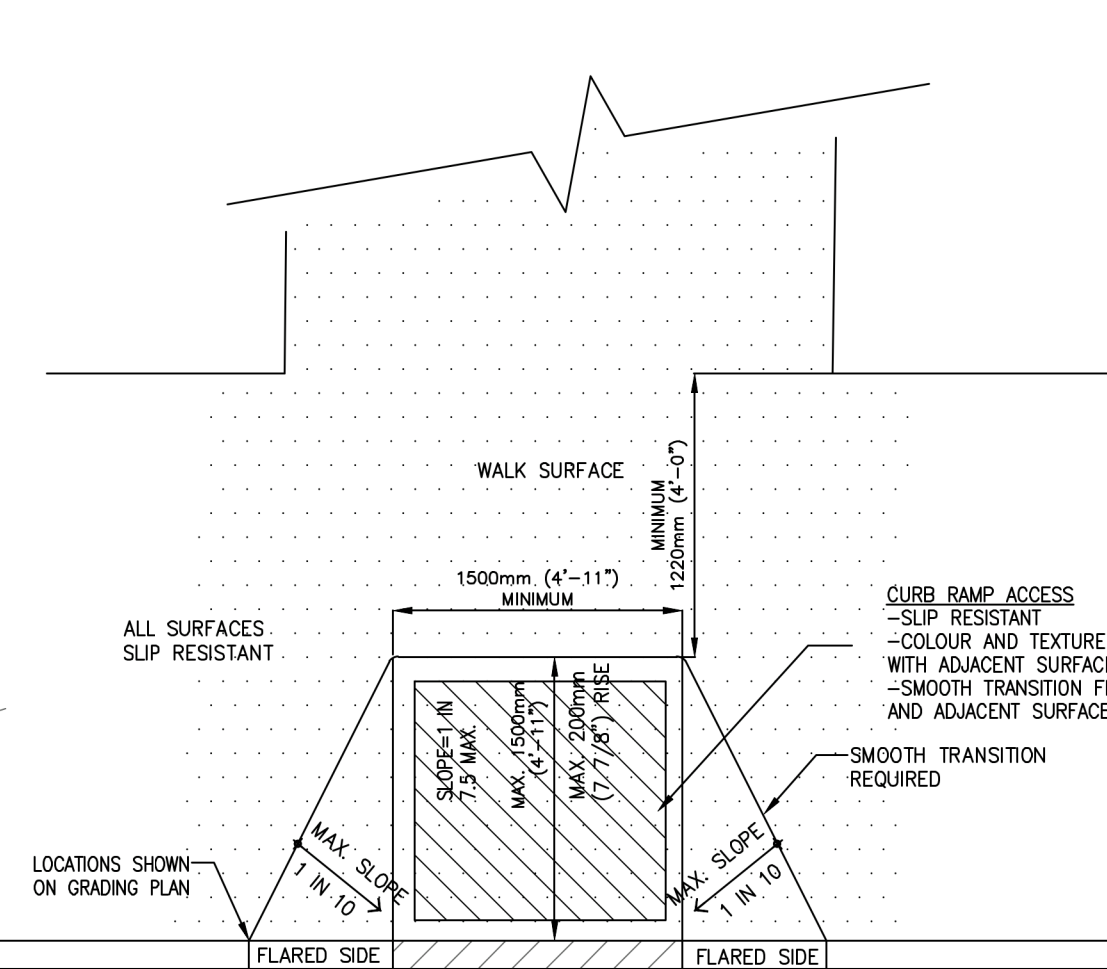 WALK SURFACE
MINIMUM
1220mm (4'-0")
1500mm (4'-11")
MINIMUM
ALL SURFACES
SLIP RESISTANT
CURB RAMP ACCESS
-SLIP RESISTANT
-COLOUR AND TEXTURE
WITH ADJACENT
-SMOOTH TRANSITION
AND ADJACENT
SLOPE=1 IN
7.5 MAX.
MAX. 1500mm
(4'-11")
MAX. 200mm
(7 7/8") RISE
SMOOTH TRANSITION
REQUIRED
LOCATIONS SHOWN
ON GRADING PLAN
MAX. SLOPE
1 IN 10
MAX. SLOPE
1 IN 10
FLARED SIDE
FLARED SIDE